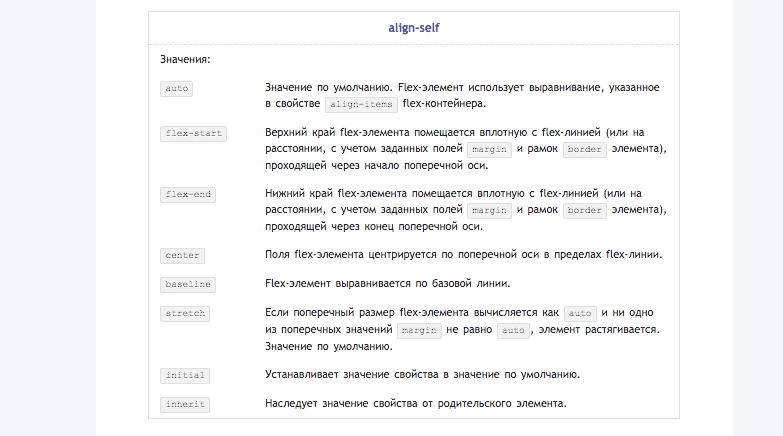 align-self
Значения:
auto Значение по умолчанию. Flex-элемент использует выравнивание, указанное
в свойстве align-items flex-контейнера.
flex-start Верхний край flex-элемента помещается вплотную с flex-линией (или на
расстоянии, с учетом заданных полей margin и рамок border элемента),
проходящей через начало поперечной оси.
flex-end Нижний край flex-элемента помещается вплотную с flex-линией (или на
расстоянии, с учетом заданных полей margin и рамок border элемента),
проходящей через конец поперечной оси.
center Поля flex-элемента центрируется по поперечной оси в пределах flex-линии.
baseline Flex-элемент выравнивается по базовой линии.
stretch Если поперечный размер flex-элемента вычисляется как auto и ни одно
из поперечных значений margin не равно auto, элемент растягивается.
Значение по умолчанию.
initial Устанавливает значение свойства в значение по умолчанию.
inherit Наследует значение свойства от родительского элемента.